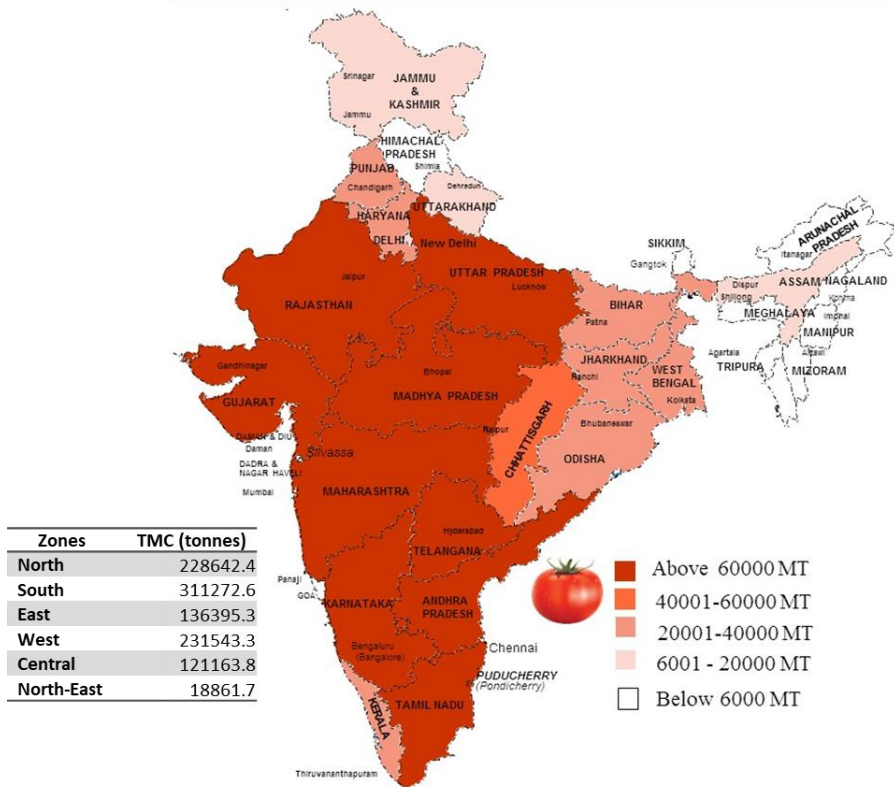 Srinagar
JAMMU
&
KASHMIR
Jammu
HIMACHAL
PRADESH
Shimla
PUNJAB
Chandigarh
Dehradun
UTTARAKHAND
HARYANA
DELHI
New Delhi
UTTAR PRADESH
Lucknow
Jaipur
RAJASTHAN
SIKKIM
Gangtok
ARUNACHAL
PRADESH
Itanagar
ASSAM
NAGALAND
Dispur
Shillong
Kohima
MEGHALAYA
Imphal
MANIPUR
Agartala
TRIPURA
MIZORAM
BIHAR
Patna
JHARKHAND
Ranchi
WEST
BENGAL
Kolkata
Gandhinagar
GUJARAT
Bhopal
MADHYA PRADESH
CHHATTISGARH
Raipur
Bhubaneswar
ODISHA
DAMAN & DIU
Daman
Silvassa
DADRA &
NAGAR HAVELI
Mumbai
MAHARASHTRA
Hyderabad
TELANGANA
Panaji
GOA
KARNATAKA
ANDHRA
PRADESH
Bengaluru
(Bangalore)
Chennai
PUDUCHERRY
(Pondicherry)
TAMIL NADU
KERALA
Thiruvananthapuram
Zones TMC (tonnes)
North 228642.4
South 311272.6
East 136395.3
West 231543.3
Central 121163.8
North-East 18861.7
Above 60000 MT
40001-60000 MT
20001-40000 MT
6001 - 20000 MT
Below 6000 MT